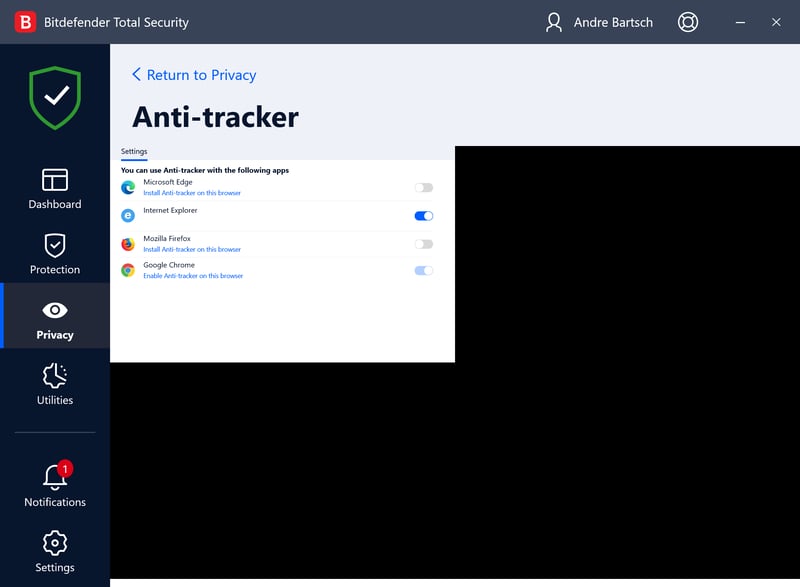 B Bitdefender Total Security
Andre Bartsch
Return to Privacy
Anti-tracker
Settings
You can use Anti-tracker with the following apps
Microsoft Edge
Install Anti-tracker on this browser
Internet Explorer
Mozilla Firefox
Install Anti-tracker on this browser
Google Chrome
Enable Anti-tracker on this browser
Dashboard
Protection
Privacy
Utilities
1
Notifications
Settings